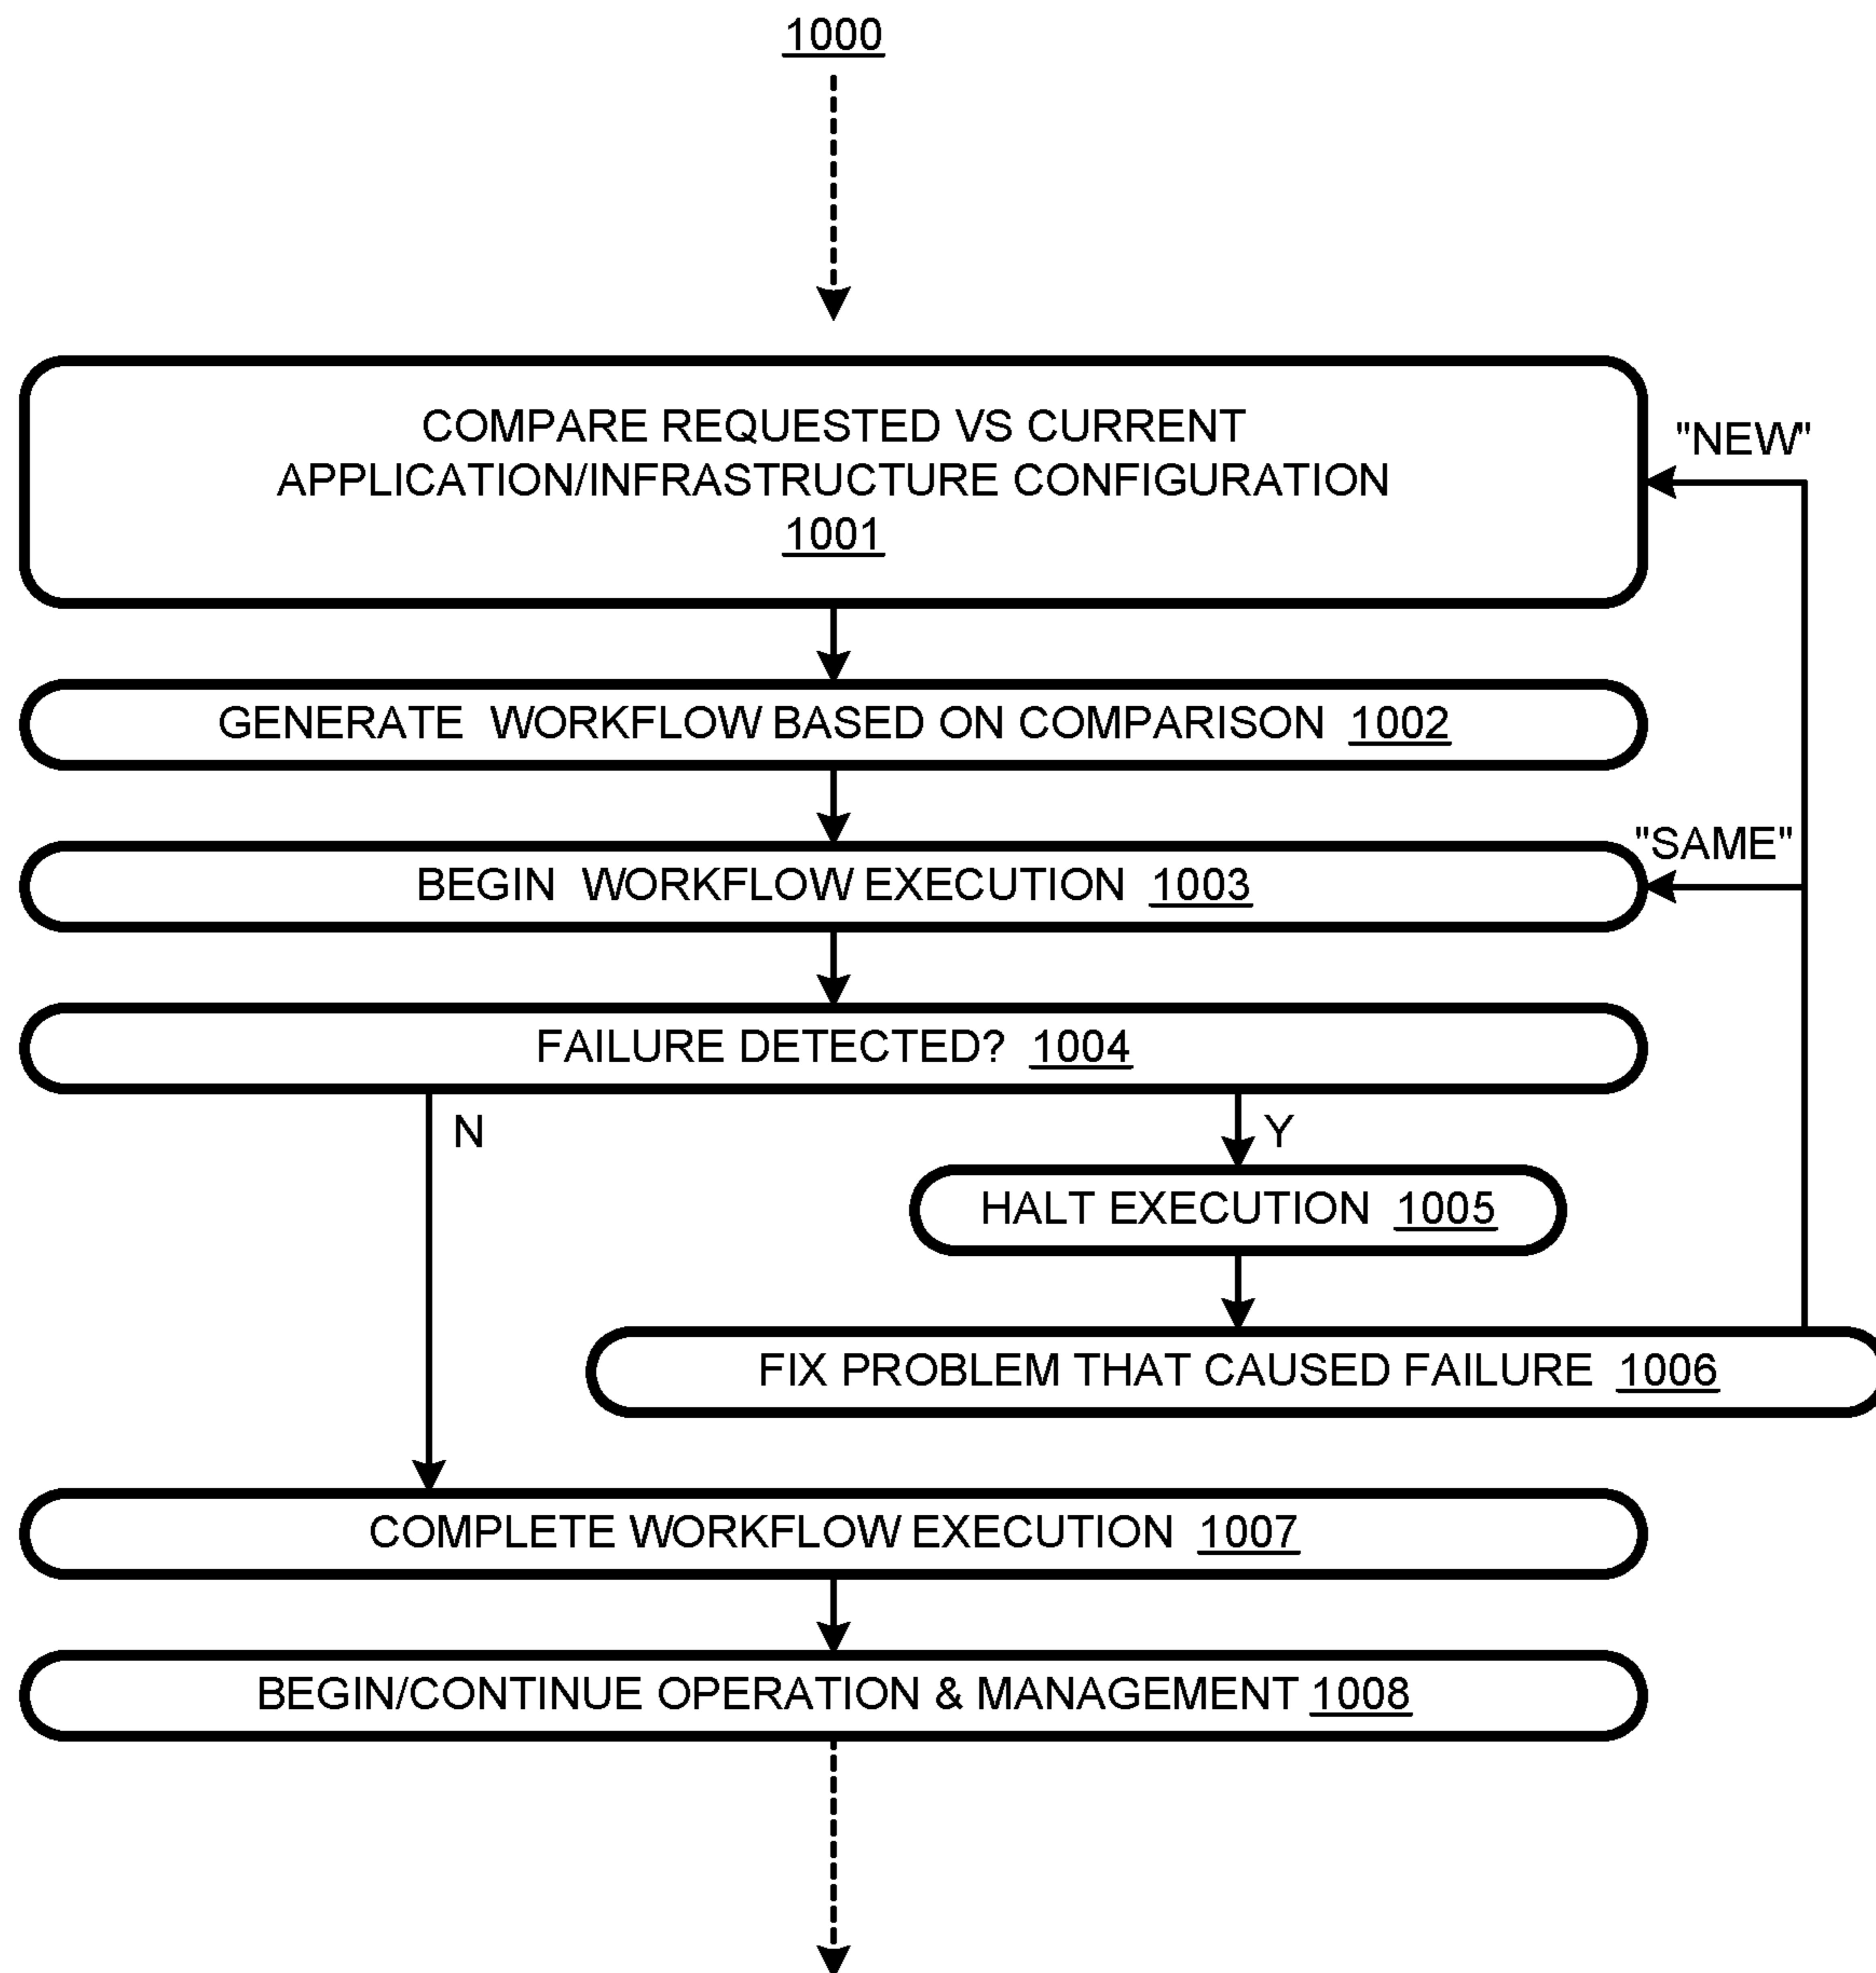 1000
COMPARE REQUESTED VS CURRENT
APPLICATION/INFRASTRUCTURE CONFIGURATION
1001
"NEW"
GENERATE WORKFLOW BASED ON COMPARISON 1002
"SAME"
BEGIN WORKFLOW EXECUTION 1003
FAILURE DETECTED? 1004
N
Y
HALT EXECUTION 1005
FIX PROBLEM THAT CAUSED FAILURE 1006
COMPLETE WORKFLOW EXECUTION 1007
BEGIN/CONTINUE OPERATION & MANAGEMENT 1008